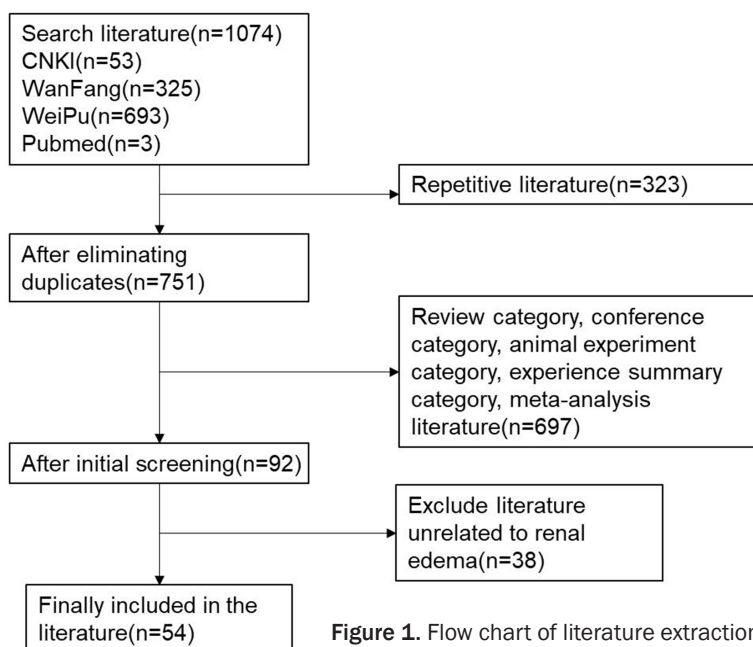 Search literature(n=1074)
CNKI(n=53)
WanFang(n=325)
WeiPu(n=693)
Pubmed(n=3)
Repetitive literature(n=323)
After eliminating
duplicates(n=751)
Review category, conference
category, animal experiment
category, experience summary
category, meta-analysis
literature(n=697)
After initial screening(n=92)
Exclude literature
unrelated to renal
edema(n=38)
Finally included in the
literature(n=54)
Figure 1. Flow chart of literature extraction